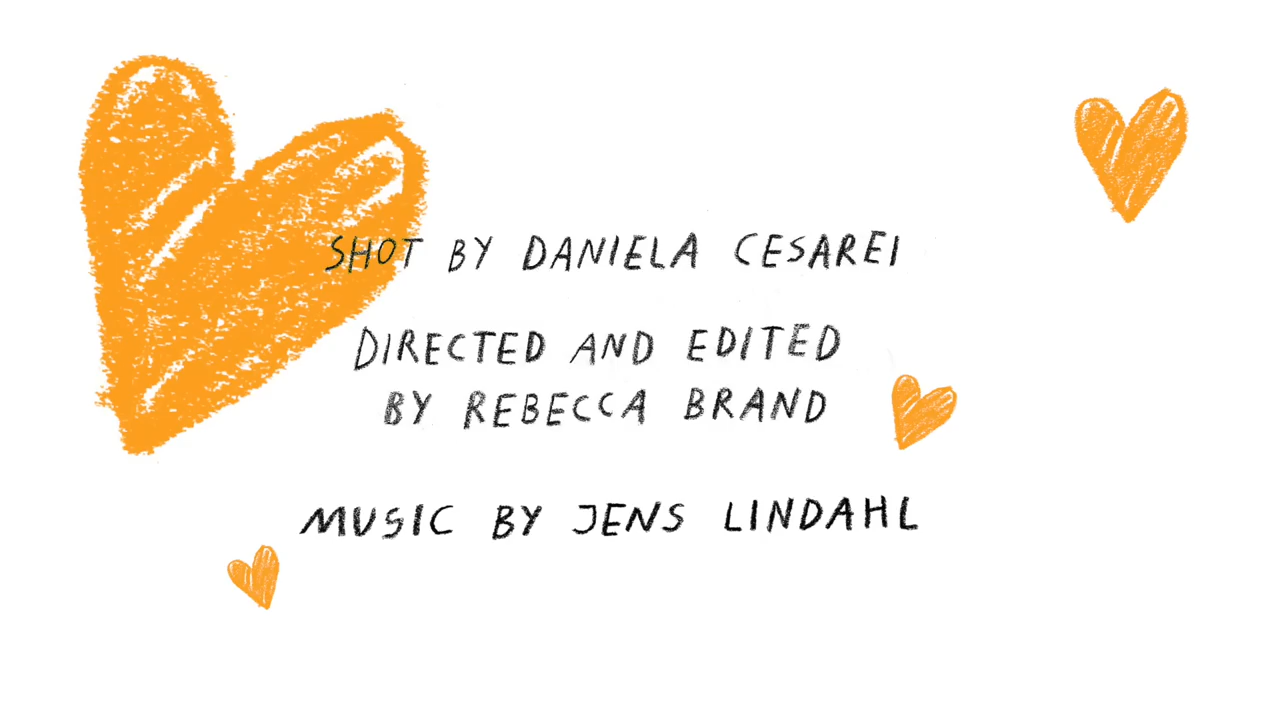 SHOT BY DANIELA CESAREI
DIRECTED AND EDITED
BY REBECCA BRAND
MUSIC BY JENS LINDAHL